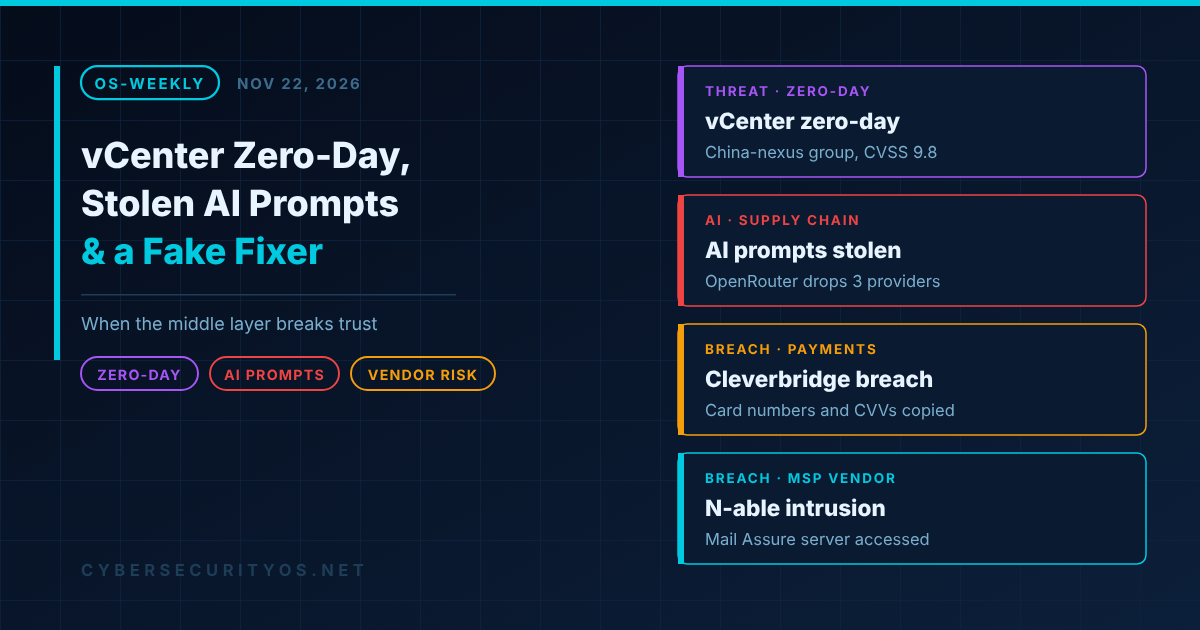 OS-WEEKLY
NOV 22, 2026
vCenter Zero-Day,
Stolen AI Prompts
& a Fake Fixer
When the middle layer breaks trust
ZERO-DAY
AI PROMPTS
VENDOR RISK
CYBERSECURITYOS.NET
THREAT · ZERO-DAY
vCenter zero-day
China-nexus group, CVSS 9.8
AI · SUPPLY CHAIN
AI prompts stolen
OpenRouter drops 3 providers
BREACH · PAYMENTS
Cleverbridge breach
Card numbers and CVVs copied
BREACH · MSP VENDOR
N-able intrusion
Mail Assure server accessed